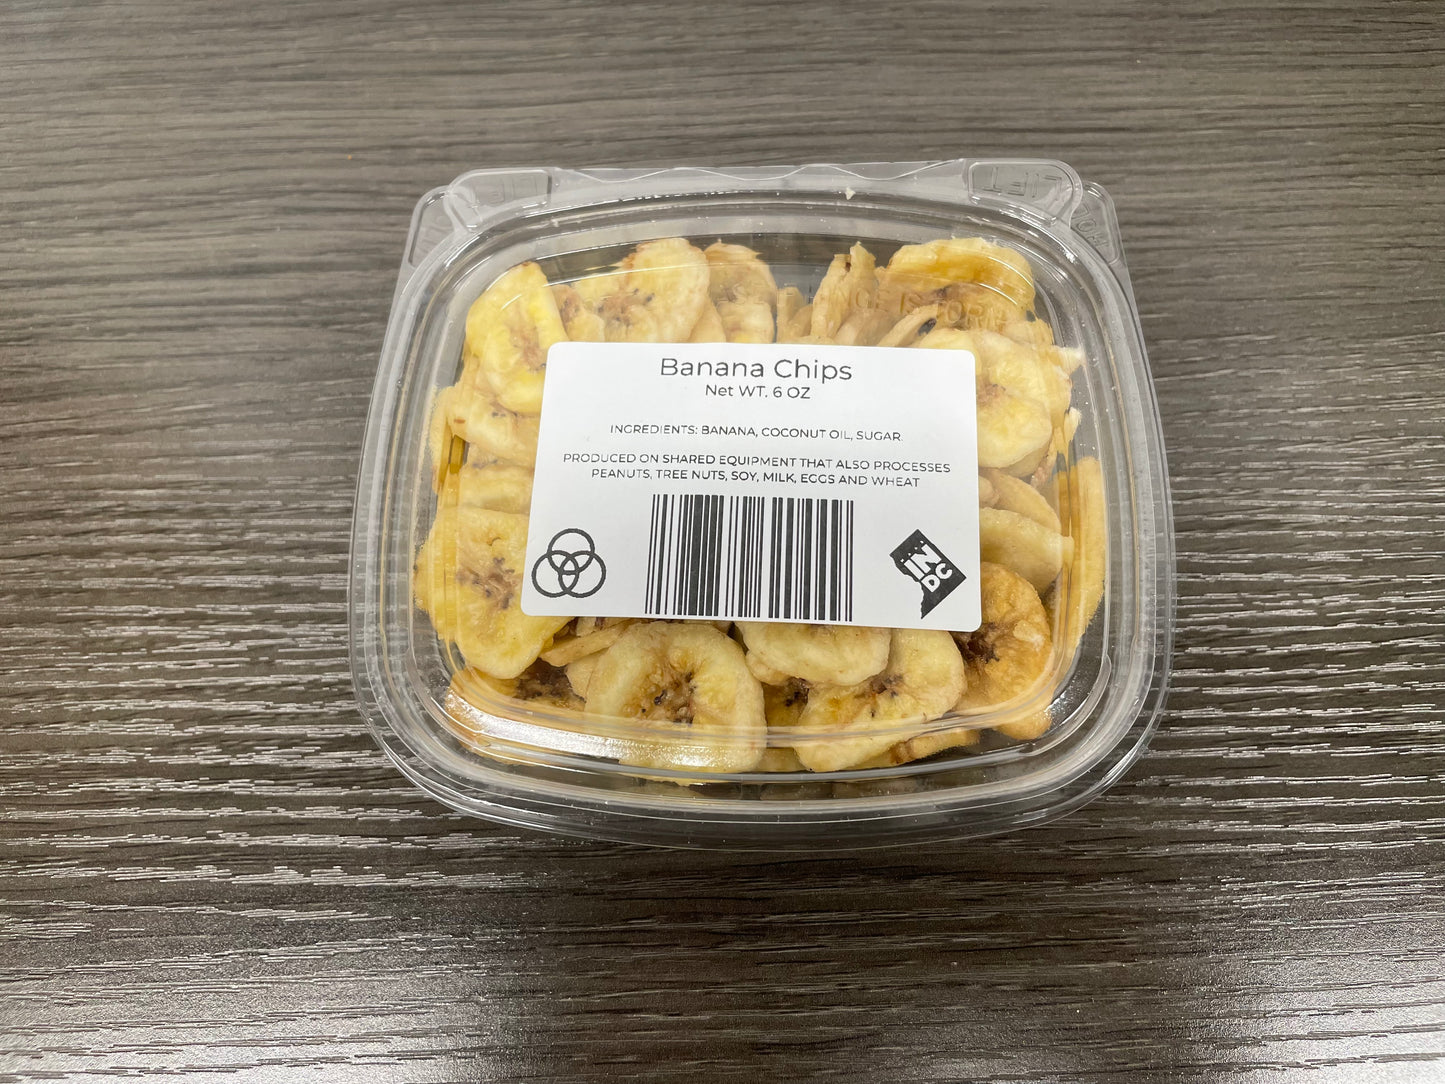 LIFT
Banana Chips
Net WT. 6 OZ
INGREDIENTS: BANANA, COCONUT OIL, SUGAR.
PRODUCED ON SHARED EQUIPMENT THAT ALSO PROCESSES
PEANUTS, TREE NUTS, SOY, MILK, EGGS AND WHEAT
iN
DC